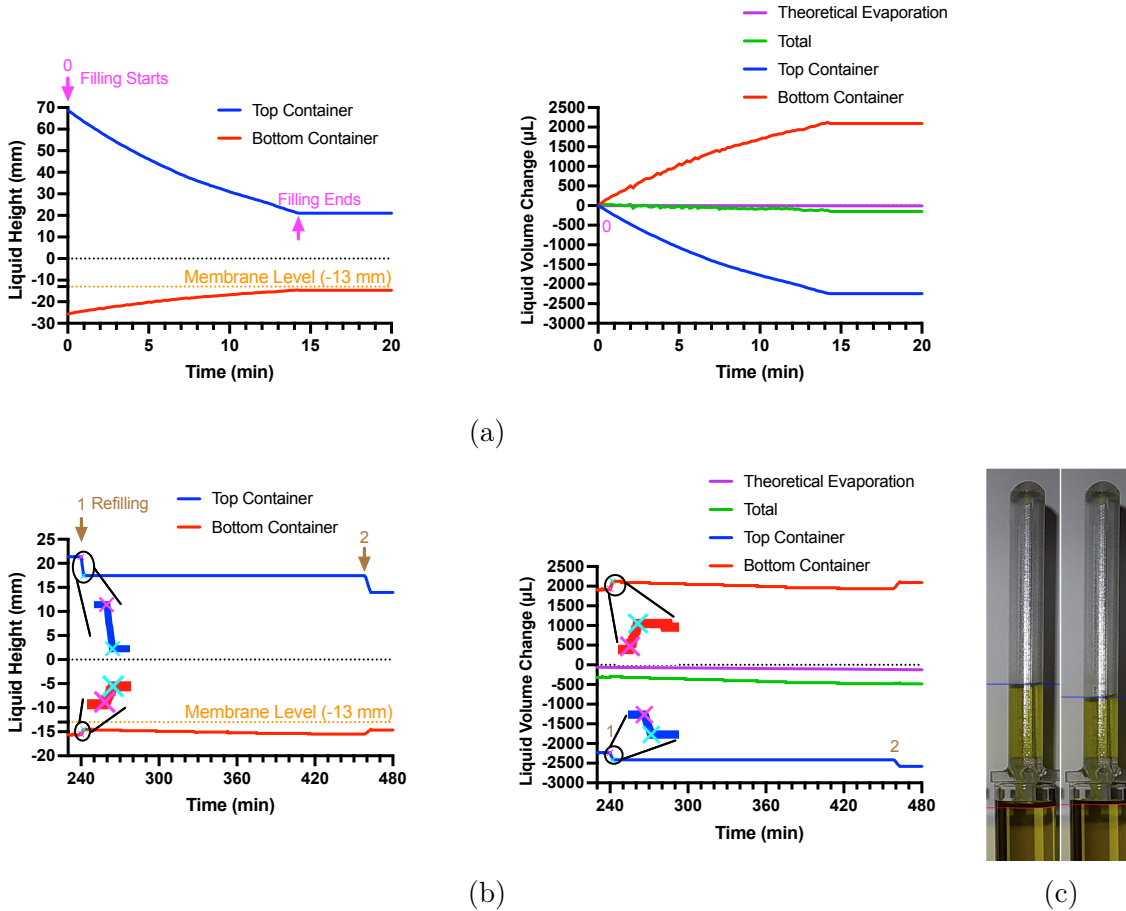 0
Filling Starts
Top Container
Bottom Container
Filling Ends
Membrane Level (-13 mm)
Liquid Height (mm)
70
60
50
40
30
20
10
0
-10
-20
-30
0 5 10 15 20
Time (min)
Theoretical Evaporation
Total
Top Container
Bottom Container
Liquid Volume Change (µL)
2500
2000
1500
1000
500
0
-500
-1000
-1500
-2000
-2500
-3000
0
0 5 10 15 20
Time (min)
(a)
1 Refilling
Top Container
Bottom Container
2
Membrane Level (-13 mm)
Liquid Height (mm)
25
20
15
10
5
0
-5
-10
-15
-20
240 300 360 420 480
Time (min)
Theoretical Evaporation
Total
Top Container
Bottom Container
Liquid Volume Change (µL)
2500
2000
1500
1000
500
0
-500
-1000
-1500
-2000
-2500
-3000
1
2
240 300 360 420 480
Time (min)
(b)
(c)